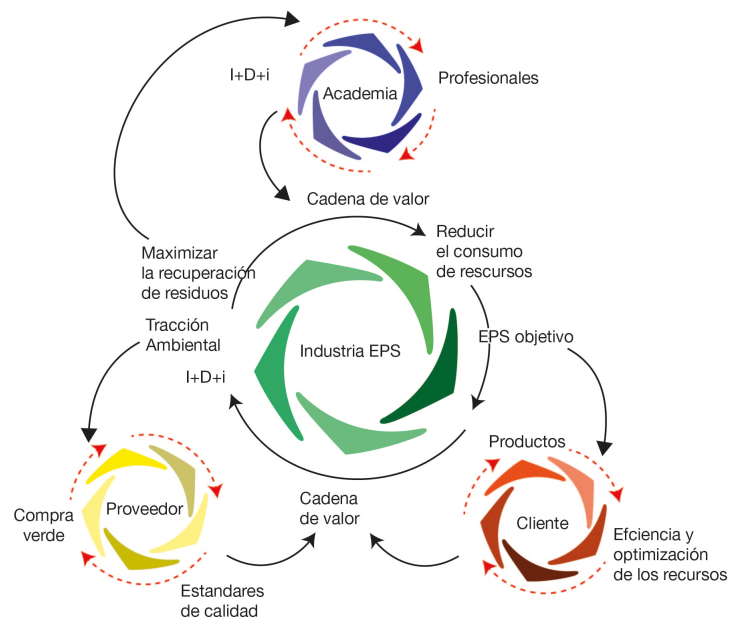 I+D+i
Academia
Profesionales
Cadena de valor
Reducir
el consumo
de rescursos
Maximizar
la recuperación
de residuos
Tracción
Ambiental
I+D+i
Industria EPS
EPS objetivo
Productos
Cliente
Efciencia y
optimización
de los recursos
Cadena
de valor
Proveedor
Compra
verde
Estandares
de calidad